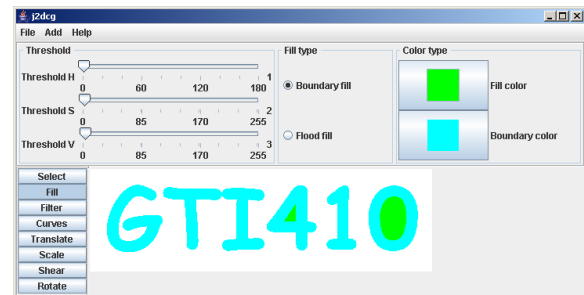 j2dcg
File Add Help
Threshold
Threshold H
1
0 60 120 180
Threshold S
2
0 85 170 255
Threshold V
3
0 85 170 255
Fill type
Boundary fill
Flood fill
Color type
Fill color
Boundary color
Select
Fill
Filter
Curves
Translate
Scale
Shear
Rotate
GTI410